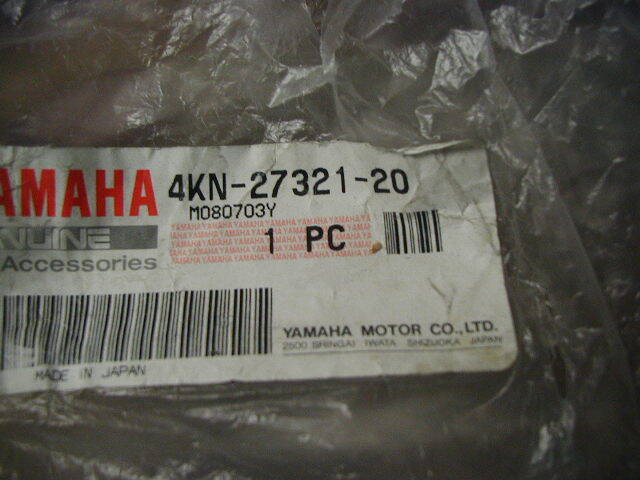 YAMAHA 4KN-27321-20
M080703Y
GENUINE
1 PC
Accessories
YAMAHA MOTOR CO.,LTD.
2500 SHINGAI IWATA SHIZUOKA JAPAN
MADE IN JAPAN